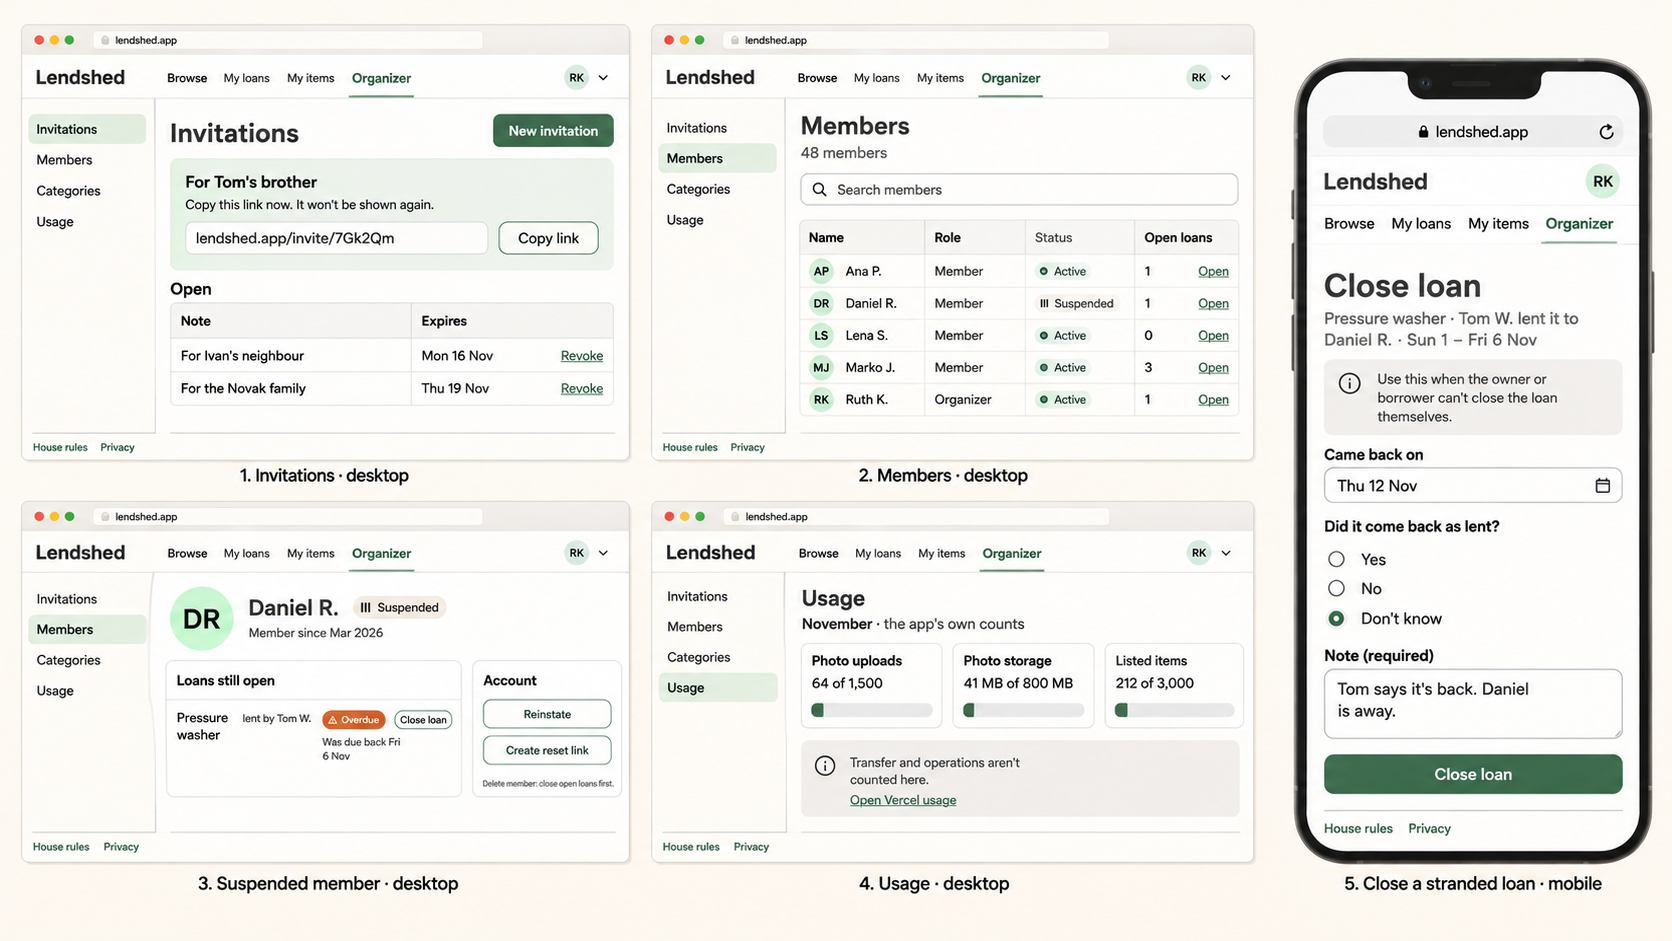 lendshed.app
Lendshed
Browse My loans My items Organizer
RK
Invitations
Members
Categories
Usage
Invitations
New invitation
For Tom's brother
Copy this link now. It won't be shown again.
lendshed.app/invite/7Gk2Qm
Copy link
Open
Note Expires
For Ivan's neighbour Mon 16 Nov Revoke
For the Novak family Thu 19 Nov Revoke
House rules Privacy
1. Invitations · desktop
lendshed.app
Lendshed
Browse My loans My items Organizer
RK
Invitations
Members
Categories
Usage
Members
48 members
Search members
Name Role Status Open loans
AP Ana P. Member Active 1 Open
DR Daniel R. Member Suspended 1 Open
LS Lena S. Member Active 0 Open
MJ Marko J. Member Active 3 Open
RK Ruth K. Organizer Active 1 Open
House rules Privacy
2. Members · desktop
lendshed.app
Lendshed
Browse My loans My items Organizer
RK
Invitations
Members
Categories
Usage
DR
Daniel R. Suspended
Member since Mar 2026
Loans still open
Pressure
washer
lent by Tom W.
Overdue
Close loan
Was due back Fri
6 Nov
Account
Reinstate
Create reset link
Delete member: close open loans first.
House rules Privacy
3. Suspended member · desktop
lendshed.app
Lendshed
Browse My loans My items Organizer
RK
Invitations
Members
Categories
Usage
Usage
November · the app's own counts
Photo uploads
64 of 1,500
Photo storage
41 MB of 800 MB
Listed items
212 of 3,000
Transfer and operations aren't
counted here.
Open Vercel usage
House rules Privacy
4. Usage · desktop
lendshed.app
Lendshed
RK
Browse My loans My items Organizer
Close loan
Pressure washer · Tom W. lent it to
Daniel R. · Sun 1 – Fri 6 Nov
Use this when the owner or
borrower can't close the loan
themselves.
Came back on
Thu 12 Nov
Did it come back as lent?
Yes
No
Don't know
Note (required)
Tom says it's back. Daniel
is away.
Close loan
House rules Privacy
5. Close a stranded loan · mobile